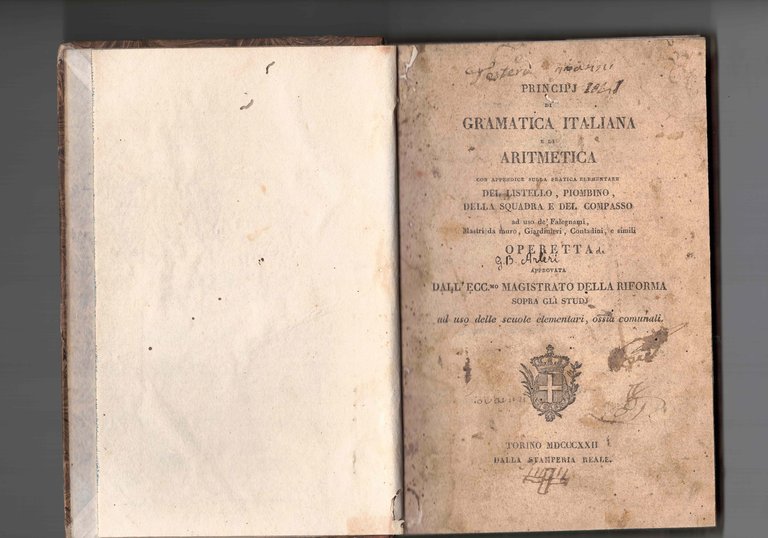 PRINCIPJ
DI
GRAMATICA ITALIANA
E DI
ARITMETICA
CON APPENDICE SULLA PRATICA ELEMENTARE
DEL LISTELLO, PIOMBINO,
DELLA SQUADRA E DEL COMPASSO
ad uso de' Falegnami,
Mastri da muro, Giardinieri, Contadini, e simili
OPERETTA di
G. B. Arleri
APPROVATA
DALL'ECC.MO MAGISTRATO DELLA RIFORMA
SOPRA GLI STUDJ
ad uso delle scuole elementari, ossia comunali.
TORINO MDCCCXXII
DALLA STAMPERIA REALE.